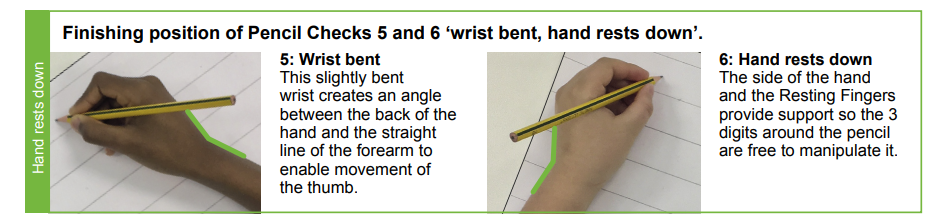 Finishing position of Pencil Checks 5 and 6 ‘wrist bent, hand rests down’.
Hand rests down
5: Wrist bent
This slightly bent
wrist creates an angle
between the back of the
hand and the straight
line of the forearm to
enable movement of
the thumb.
6: Hand rests down
The side of the hand
and the Resting Fingers
provide support so the 3
digits around the pencil
are free to manipulate it.